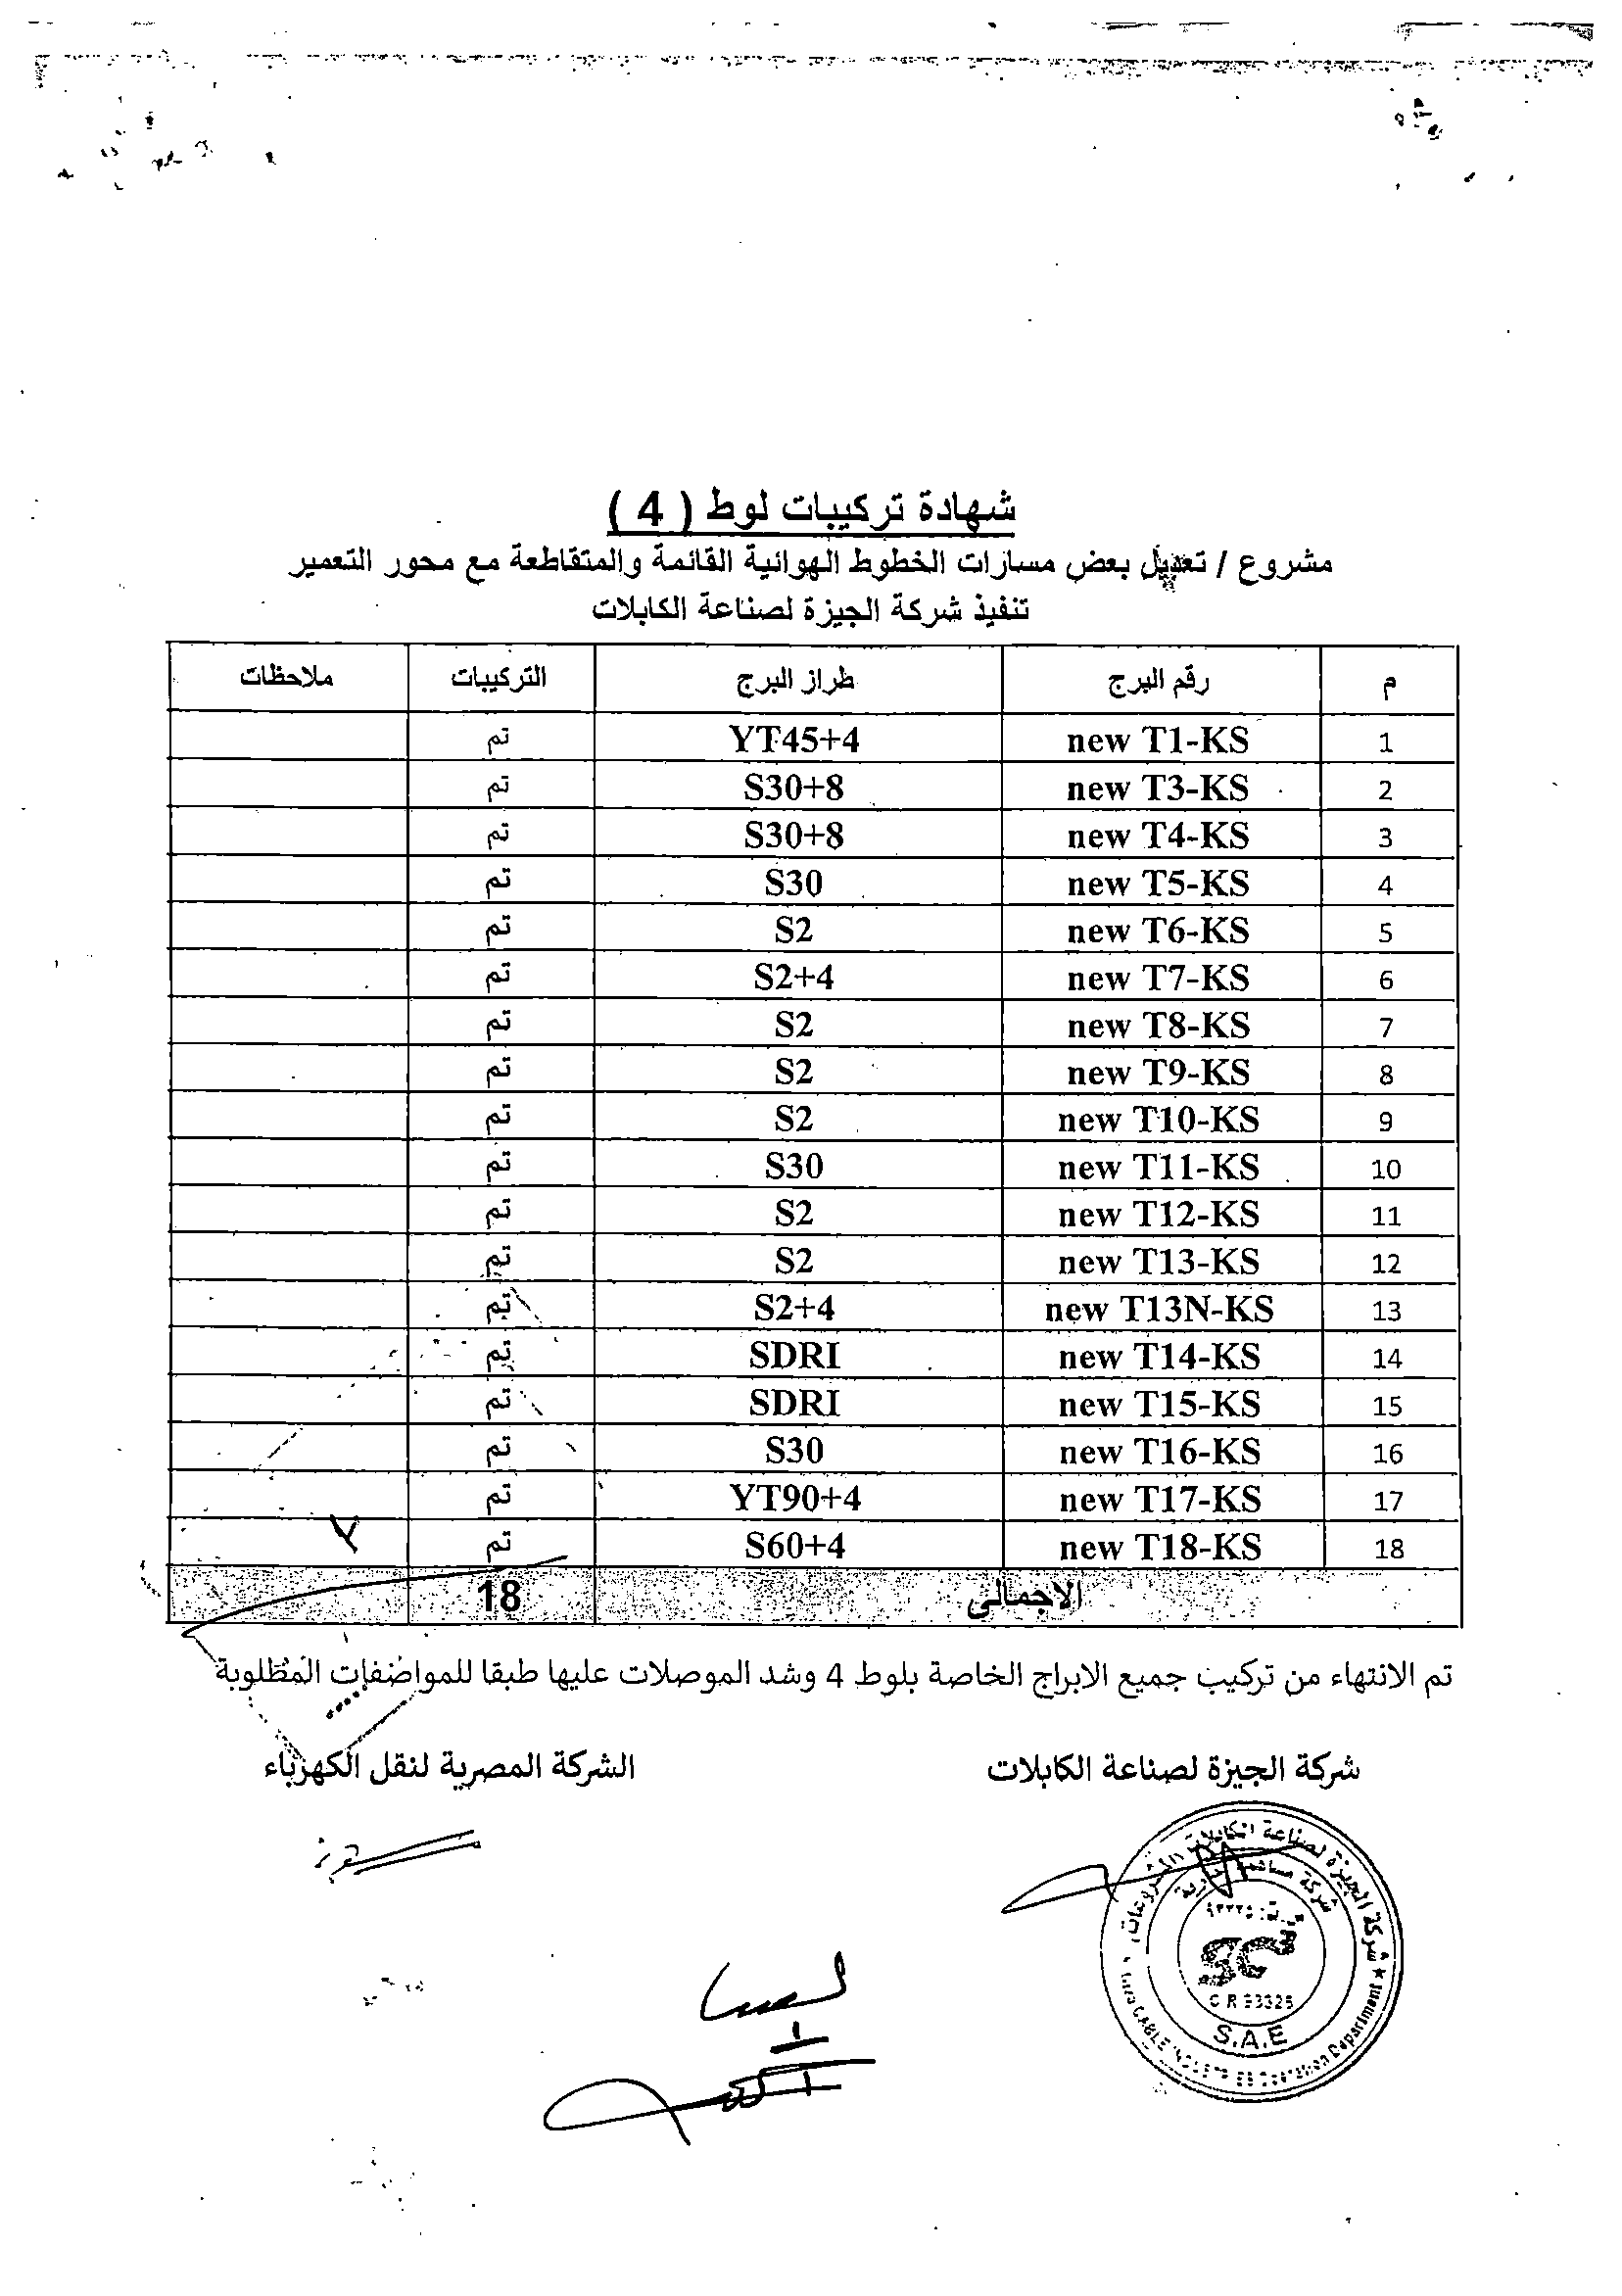 شهادة تركيبات لوط ( 4 )
مشروع / تعديل بعض مسارات الخطوط الهوائية القائمة والمتقاطعة مع محور التعمير
تنفيذ شركة الجيزة لصناعة الكابلات
م رقم البرج طراز البرج التركيبات ملاحظات
1 new T1-KS YT45+4 تم
2 new T3-KS S30+8 تم
3 new T4-KS S30+8 تم
4 new T5-KS S30 تم
5 new T6-KS S2 تم
6 new T7-KS S2+4 تم
7 new T8-KS S2 تم
8 new T9-KS S2 تم
9 new T10-KS S2 تم
10 new T11-KS S30 تم
11 new T12-KS S2 تم
12 new T13-KS S2 تم
13 new T13N-KS S2+4 تم
14 new T14-KS SDRI تم
15 new T15-KS SDRI تم
16 new T16-KS S30 تم
17 new T17-KS YT90+4 تم
18 new T18-KS S60+4 تم
الاجمالى 18
تم الانتهاء من تركيب جميع الابراج الخاصة بلوط 4 وشد الموصلات عليها طبقا للمواصفات المطلوبة
شركة الجيزة لصناعة الكابلات الشركة المصرية لنقل الكهرباء
شركة الجيزة لصناعة الكابلات
شركة مساهمة
S.A.E
Department